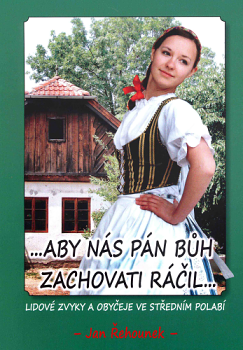 ...ABY NÁS PÁN BŮH
ZACHOVATI RÁČIL...
LIDOVÉ ZVYKY A OBYČEJE VE STŘEDNÍM POLABÍ
- Jan Řehounek -